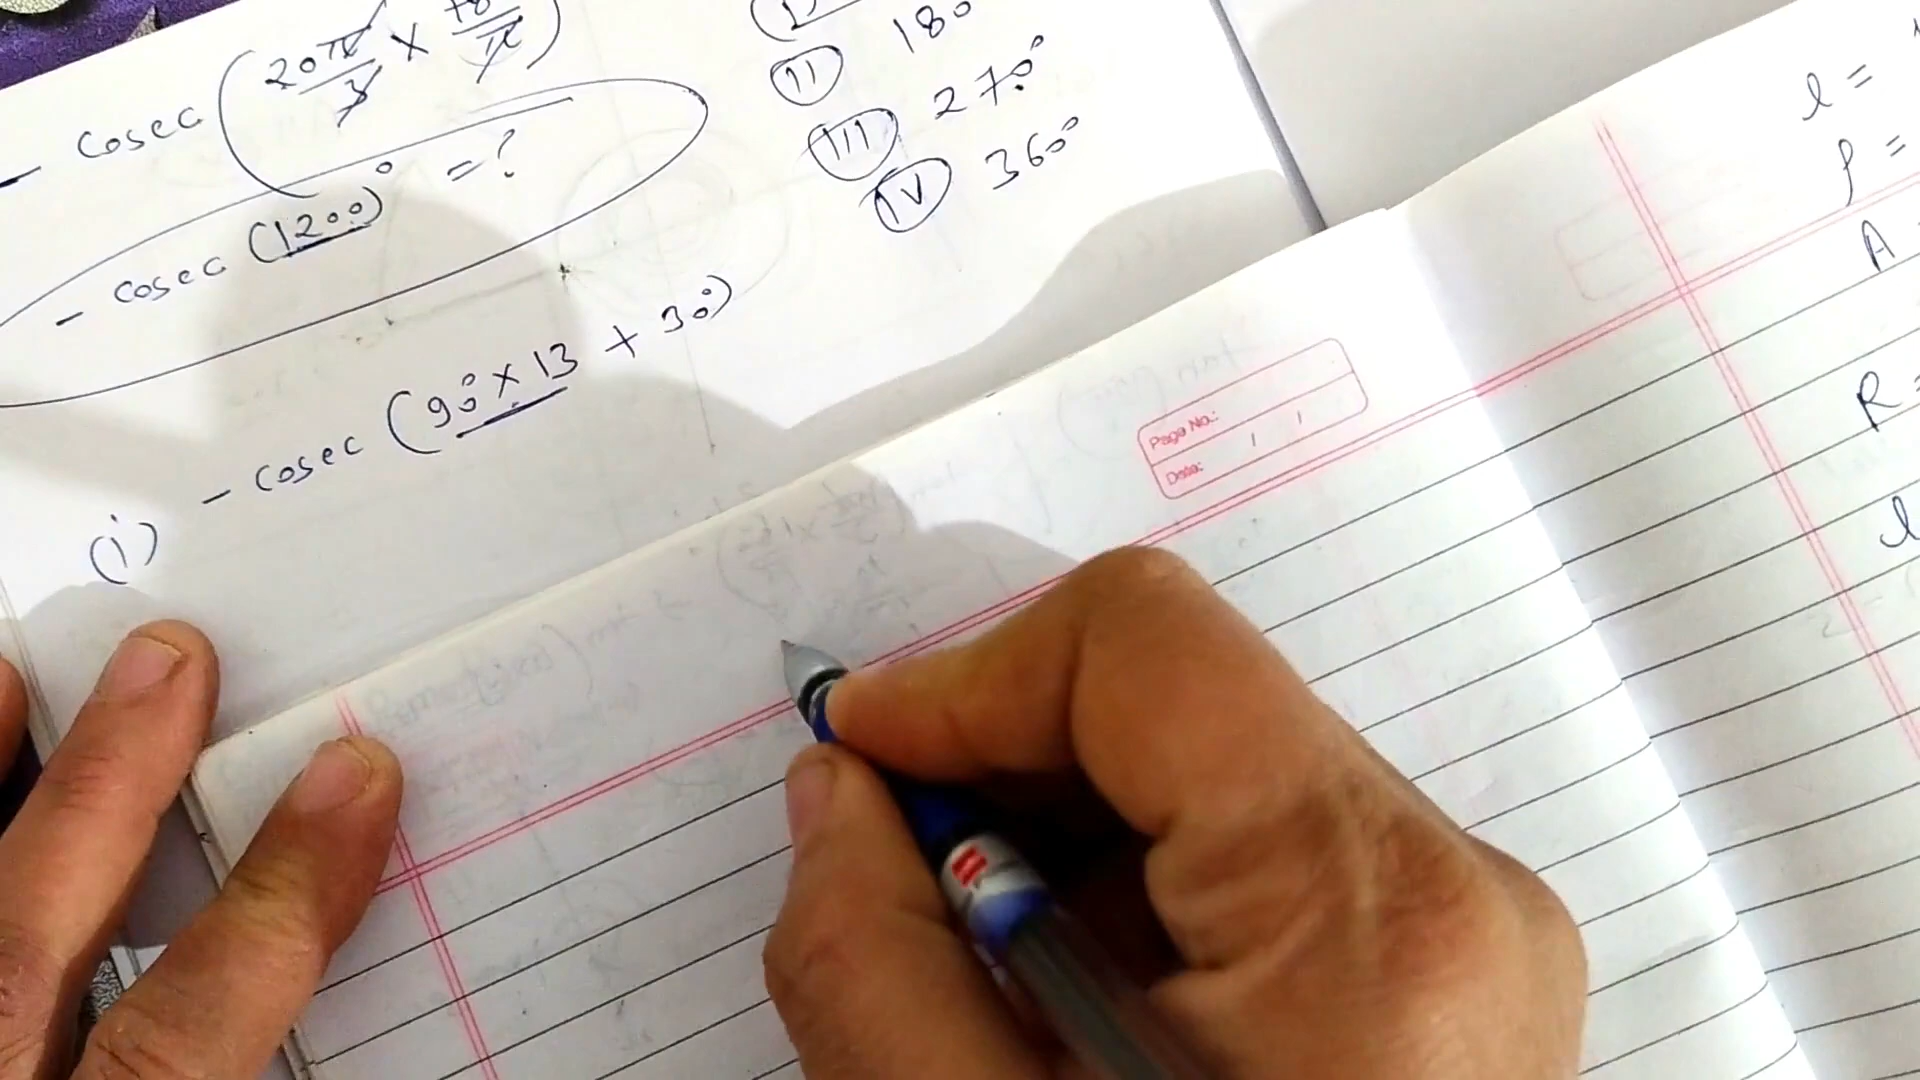 - cosec (20π/3 × 180/π)
- cosec (1200)° = ?
(i) - cosec (90° × 13 + 30°)
(II) 180
(III) 270°
(IV) 360°
Page No.:
Date: / /
l =
A
R =
l